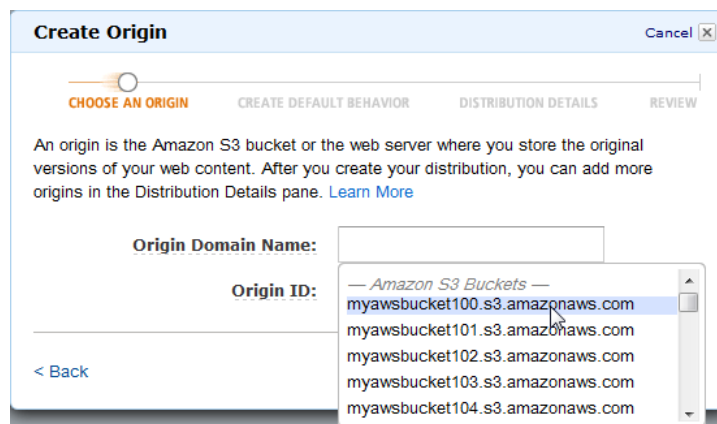 Create Origin
Cancel
CHOOSE AN ORIGIN CREATE DEFAULT BEHAVIOR DISTRIBUTION DETAILS REVIEW
An origin is the Amazon S3 bucket or the web server where you store the original
versions of your web content. After you create your distribution, you can add more
origins in the Distribution Details pane. Learn More
Origin Domain Name:
Origin ID:
— Amazon S3 Buckets —
myawsbucket100.s3.amazonaws.com
myawsbucket101.s3.amazonaws.com
myawsbucket102.s3.amazonaws.com
myawsbucket103.s3.amazonaws.com
myawsbucket104.s3.amazonaws.com
< Back